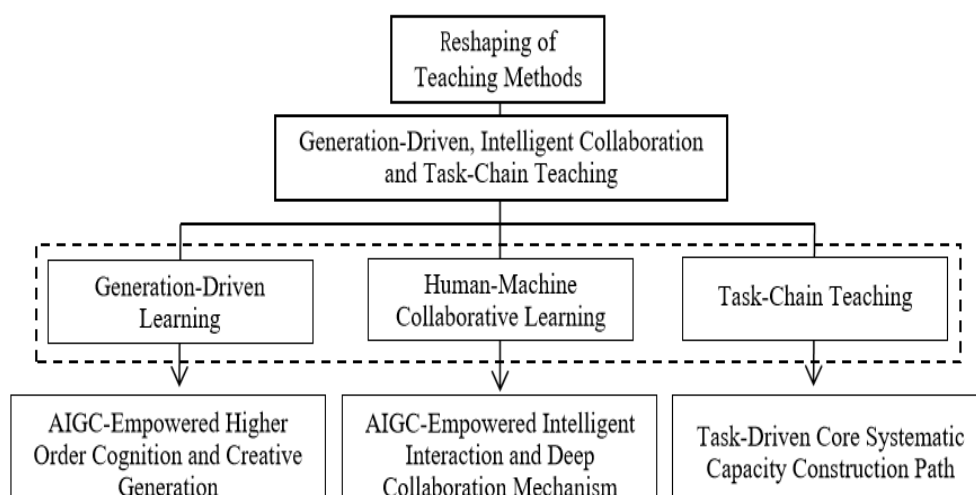 Reshaping of
Teaching Methods
Generation-Driven, Intelligent Collaboration
and Task-Chain Teaching
Generation-Driven
Learning
Human-Machine
Collaborative Learning
Task-Chain Teaching
AIGC-Empowered Higher
Order Cognition and Creative
Generation
AIGC-Empowered Intelligent
Interaction and Deep
Collaboration Mechanism
Task-Driven Core Systematic
Capacity Construction Path